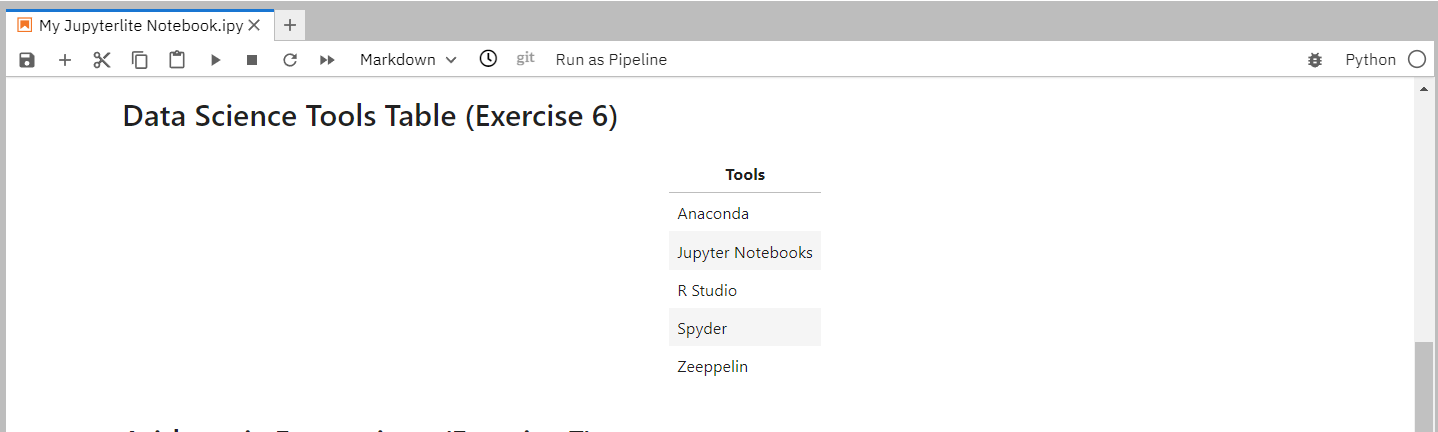 My Jupyterlite Notebook.ipy
Markdown git Run as Pipeline Python
Data Science Tools Table (Exercise 6)
Tools
Anaconda
Jupyter Notebooks
R Studio
Spyder
Zeeppelin